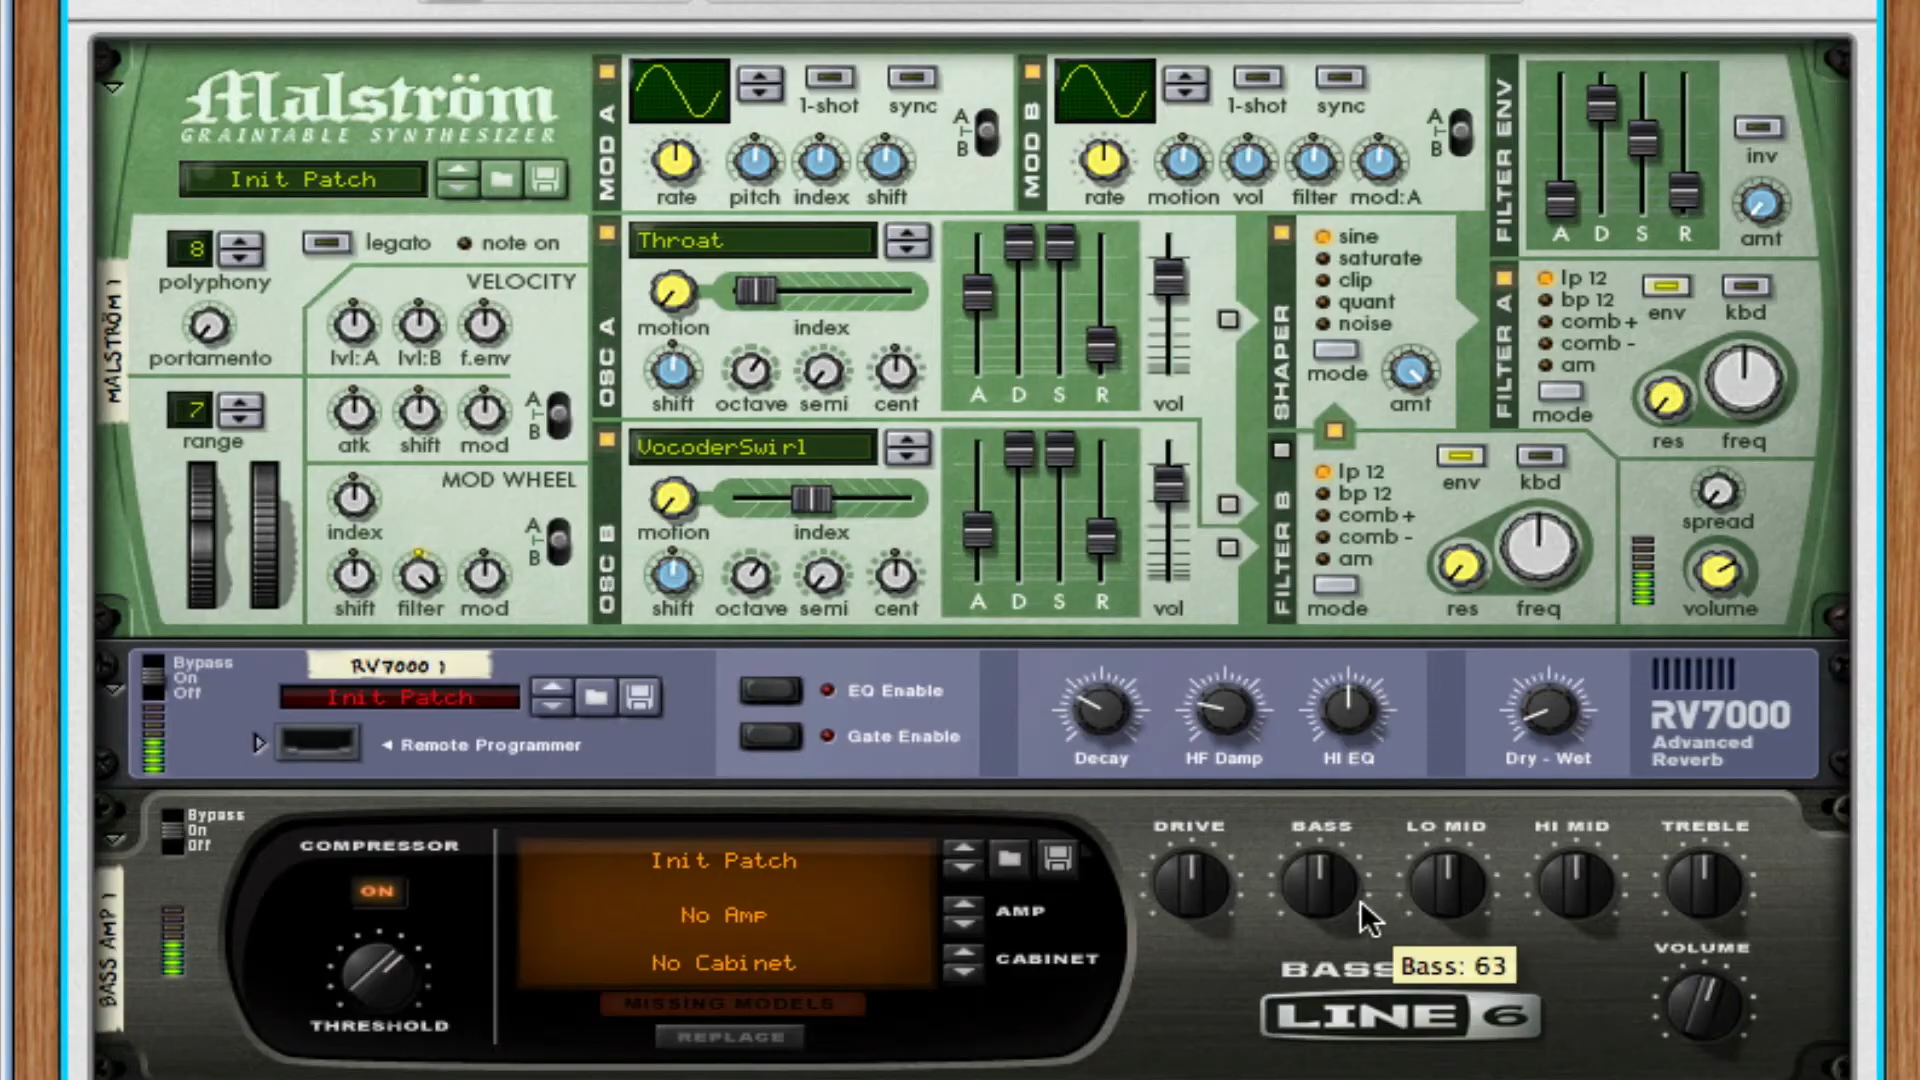 Malström
GRAINTABLE SYNTHESIZER
Init Patch
MALSTRÖM 1
8
polyphony
legato
note on
portamento
VELOCITY
lvl:A lvl:B f.env
7
range
atk shift mod
A
B
MOD WHEEL
index
shift filter mod
A
B
MOD A
1-shot sync
A
B
rate pitch index shift
MOD B
1-shot sync
A
B
rate motion vol filter mod:A
FILTER ENV
A D S R
inv
amt
OSC A
Throat
motion index
shift octave semi cent
A D S R
vol
OSC B
VocoderSwirl
motion index
shift octave semi cent
A D S R
vol
SHAPER
sine
saturate
clip
quant
noise
mode
amt
FILTER A
lp 12
bp 12
comb +
comb -
am
mode
env kbd
res freq
FILTER B
lp 12
bp 12
comb +
comb -
am
mode
env kbd
res freq
spread
volume
Bypass
On
Off
RV7000 1
Init Patch
Remote Programmer
EQ Enable
Gate Enable
Decay HF Damp HI EQ
Dry - Wet
RV7000
Advanced
Reverb
Bypass
On
Off
BASS AMP 1
COMPRESSOR
ON
THRESHOLD
Init Patch
No Amp
No Cabinet
AMP
CABINET
MISSING MODELS
REPLACE
DRIVE BASS LO MID HI MID TREBLE
VOLUME
BASS
Bass: 63
LINE 6